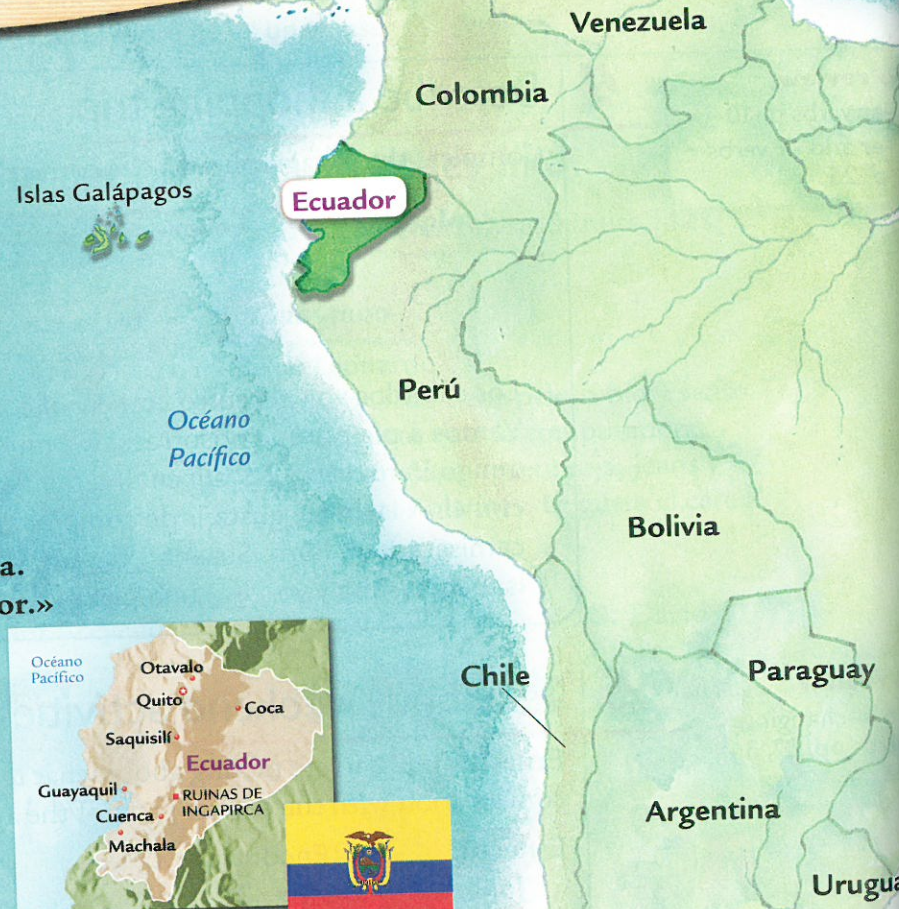 Venezuela
Colombia
Islas Galápagos
Ecuador
Perú
Océano
Pacífico
Bolivia
a.
or.»
Chile
Paraguay
Argentina
Urugua
Océano
Pacífico
Otavalo
Quito
Coca
Saquisilí
Ecuador
Guayaquil
RUINAS DE
INGAPIRCA
Cuenca
Machala